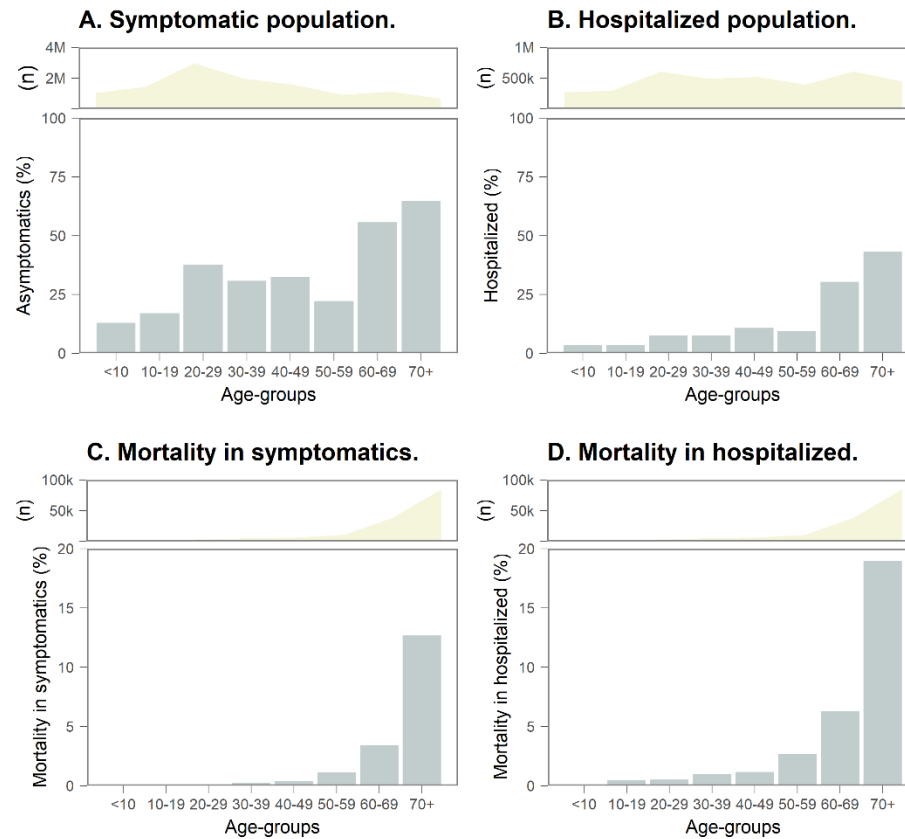 A. Symptomatic population.
4M
2M
(n)
100
75
50
25
0
Asymptomatics (%)
<10 10-19 20-29 30-39 40-49 50-59 60-69 70+
Age-groups
B. Hospitalized population.
1M
500k
(n)
100
75
50
25
0
Hospitalized (%)
<10 10-19 20-29 30-39 40-49 50-59 60-69 70+
Age-groups
C. Mortality in symptomatics.
100k
50k
(n)
20
15
10
5
0
Mortality in symptomatics (%)
<10 10-19 20-29 30-39 40-49 50-59 60-69 70+
Age-groups
D. Mortality in hospitalized.
100k
50k
(n)
20
15
10
5
0
Mortality in hospitalized (%)
<10 10-19 20-29 30-39 40-49 50-59 60-69 70+
Age-groups